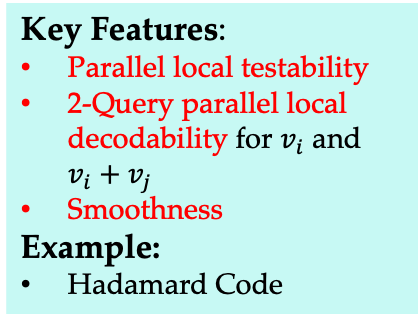 Key Features:
• Parallel local testability
• 2-Query parallel local
decodability for vᵢ and
vᵢ + vⱼ
• Smoothness
Example:
• Hadamard Code